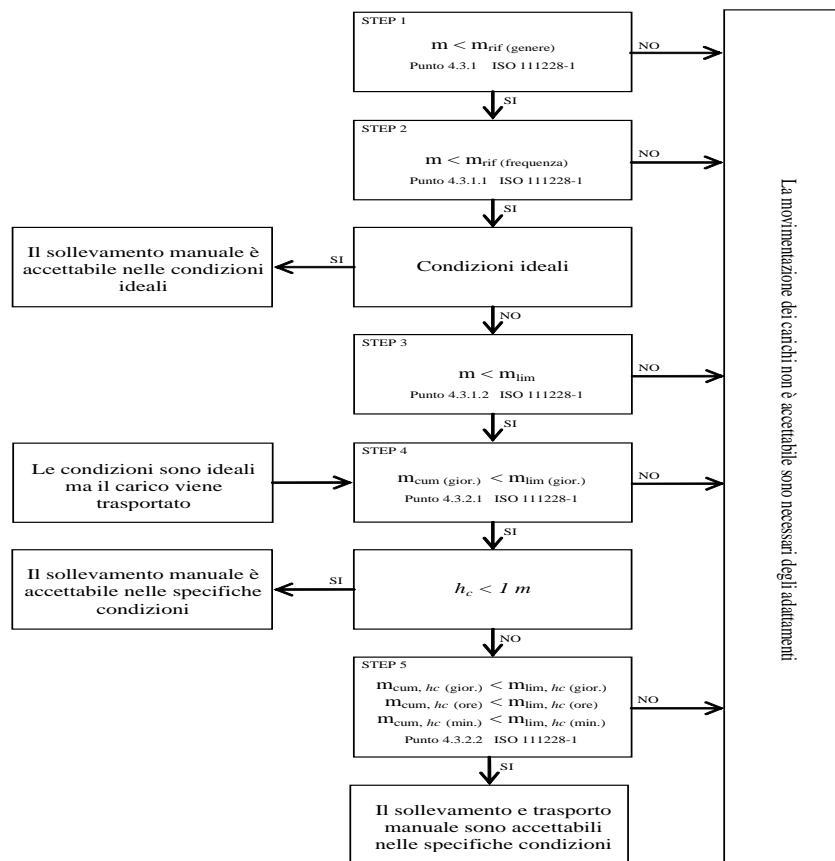 STEP 1
m < mrif (genere)
Punto 4.3.1 ISO 111228-1
NO
SI
STEP 2
m < mrif (frequenza)
Punto 4.3.1.1 ISO 111228-1
NO
SI
Il sollevamento manuale è
accettabile nelle condizioni
ideali
SI
Condizioni ideali
NO
STEP 3
m < mlim
Punto 4.3.1.2 ISO 111228-1
NO
SI
Le condizioni sono ideali
ma il carico viene
trasportato
STEP 4
mcum (gior.) < mlim (gior.)
Punto 4.3.2.1 ISO 111228-1
NO
SI
Il sollevamento manuale è
accettabile nelle specifiche
condizioni
SI
hc < 1 m
NO
STEP 5
mcum, hc (gior.) < mlim, hc (gior.)
mcum, hc (ore) < mlim, hc (ore)
mcum, hc (min.) < mlim, hc (min.)
Punto 4.3.2.2 ISO 111228-1
NO
SI
Il sollevamento e trasporto
manuale sono accettabili
nelle specifiche condizioni
La movimentazione dei carichi non è accettabile sono necessari degli adattamenti